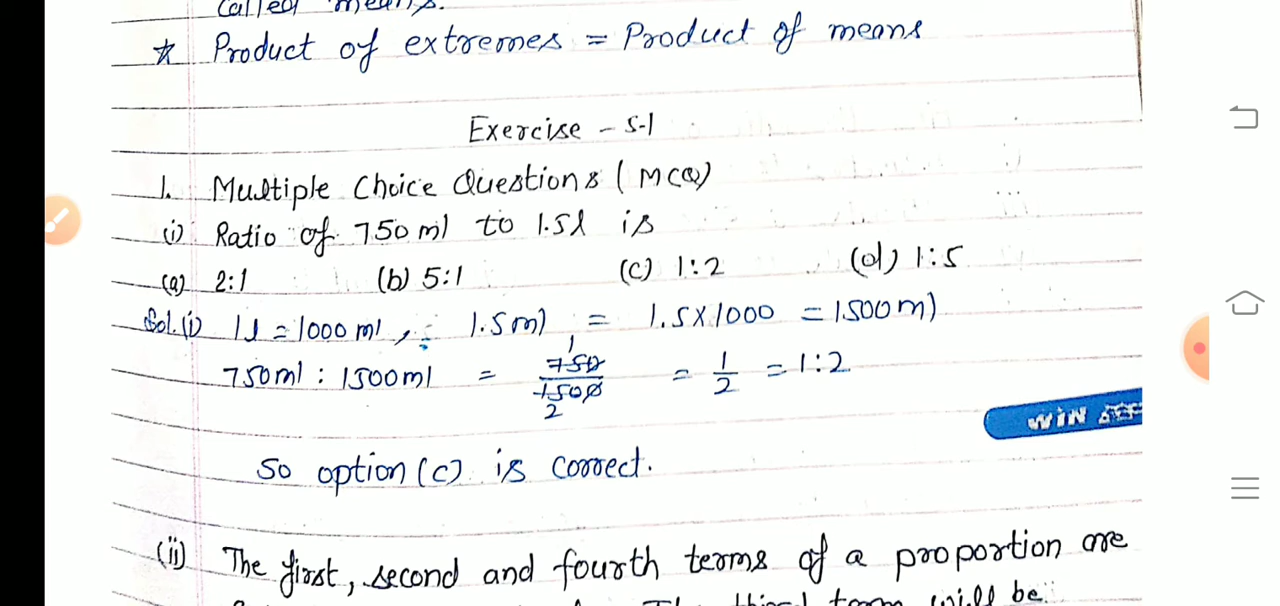 called means.
* Product of extremes = Product of means
Exercise - 5.1
1. Multiple Choice Questions (MCQ)
(i) Ratio of 750 ml to 1.5l is
(a) 2:1 (b) 5:1 (c) 1:2 (d) 1:5
Sol.(i) 1l = 1000 ml, 1.5ml = 1.5×1000 = 1500ml
750ml : 1500ml = 750/1500 = 1/2 = 1:2
WIN
So option (c) is correct.
(ii) The first, second and fourth terms of a proportion are
The third term will be